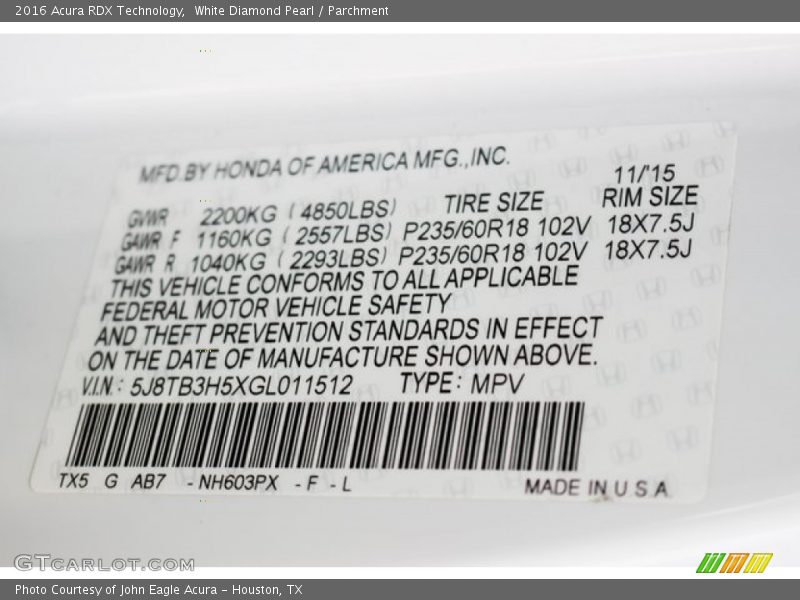 2016 Acura RDX Technology,  White Diamond Pearl / Parchment
MFD.BY HONDA OF AMERICA MFG.,INC.
11/'15
GVWR 2200KG ( 4850LBS) TIRE SIZE RIM SIZE
GAWR F 1160KG ( 2557LBS) P235/60R18 102V 18X7.5J
GAWR R 1040KG ( 2293LBS) P235/60R18 102V 18X7.5J
THIS VEHICLE CONFORMS TO ALL APPLICABLE
FEDERAL MOTOR VEHICLE SAFETY
AND THEFT PREVENTION STANDARDS IN EFFECT
ON THE DATE OF MANUFACTURE SHOWN ABOVE.
V.I.N.: 5J8TB3H5XGL011512 TYPE: MPV
TX5 G AB7 - NH603PX - F - L MADE IN U S A
GTCARLOT.COM
Photo Courtesy of John Eagle Acura - Houston, TX